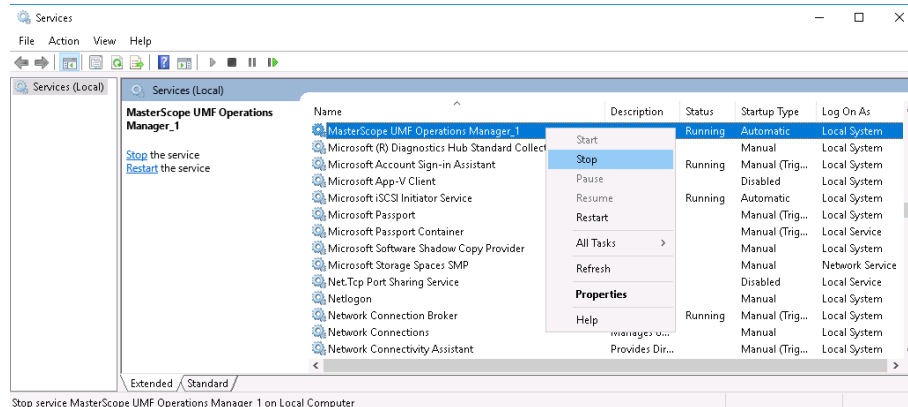 Services
File Action View Help
Services (Local)
Services (Local)
MasterScope UMF Operations Manager_1
Stop the service
Restart the service
Name Description Status Startup Type Log On As
MasterScope UMF Operations Manager_1 Running Automatic Local System
Microsoft (R) Diagnostics Hub Standard Collect Manual Local System
Microsoft Account Sign-in Assistant Running Manual (Trig... Local System
Microsoft App-V Client Disabled Local System
Microsoft iSCSI Initiator Service Running Automatic Local System
Microsoft Passport Manual (Trig... Local System
Microsoft Passport Container Manual (Trig... Local Service
Microsoft Software Shadow Copy Provider Manual Local System
Microsoft Storage Spaces SMP Manual Network Service
Net.Tcp Port Sharing Service Disabled Local Service
Netlogon Manual Local System
Network Connection Broker Running Manual (Trig... Local System
Network Connections Manages o... Manual Local System
Network Connectivity Assistant Provides Dir... Manual (Trig... Local System
Start
Stop
Pause
Resume
Restart
All Tasks >
Refresh
Properties
Help
Extended Standard
Stop service MasterScope UMF Operations Manager_1 on Local Computer